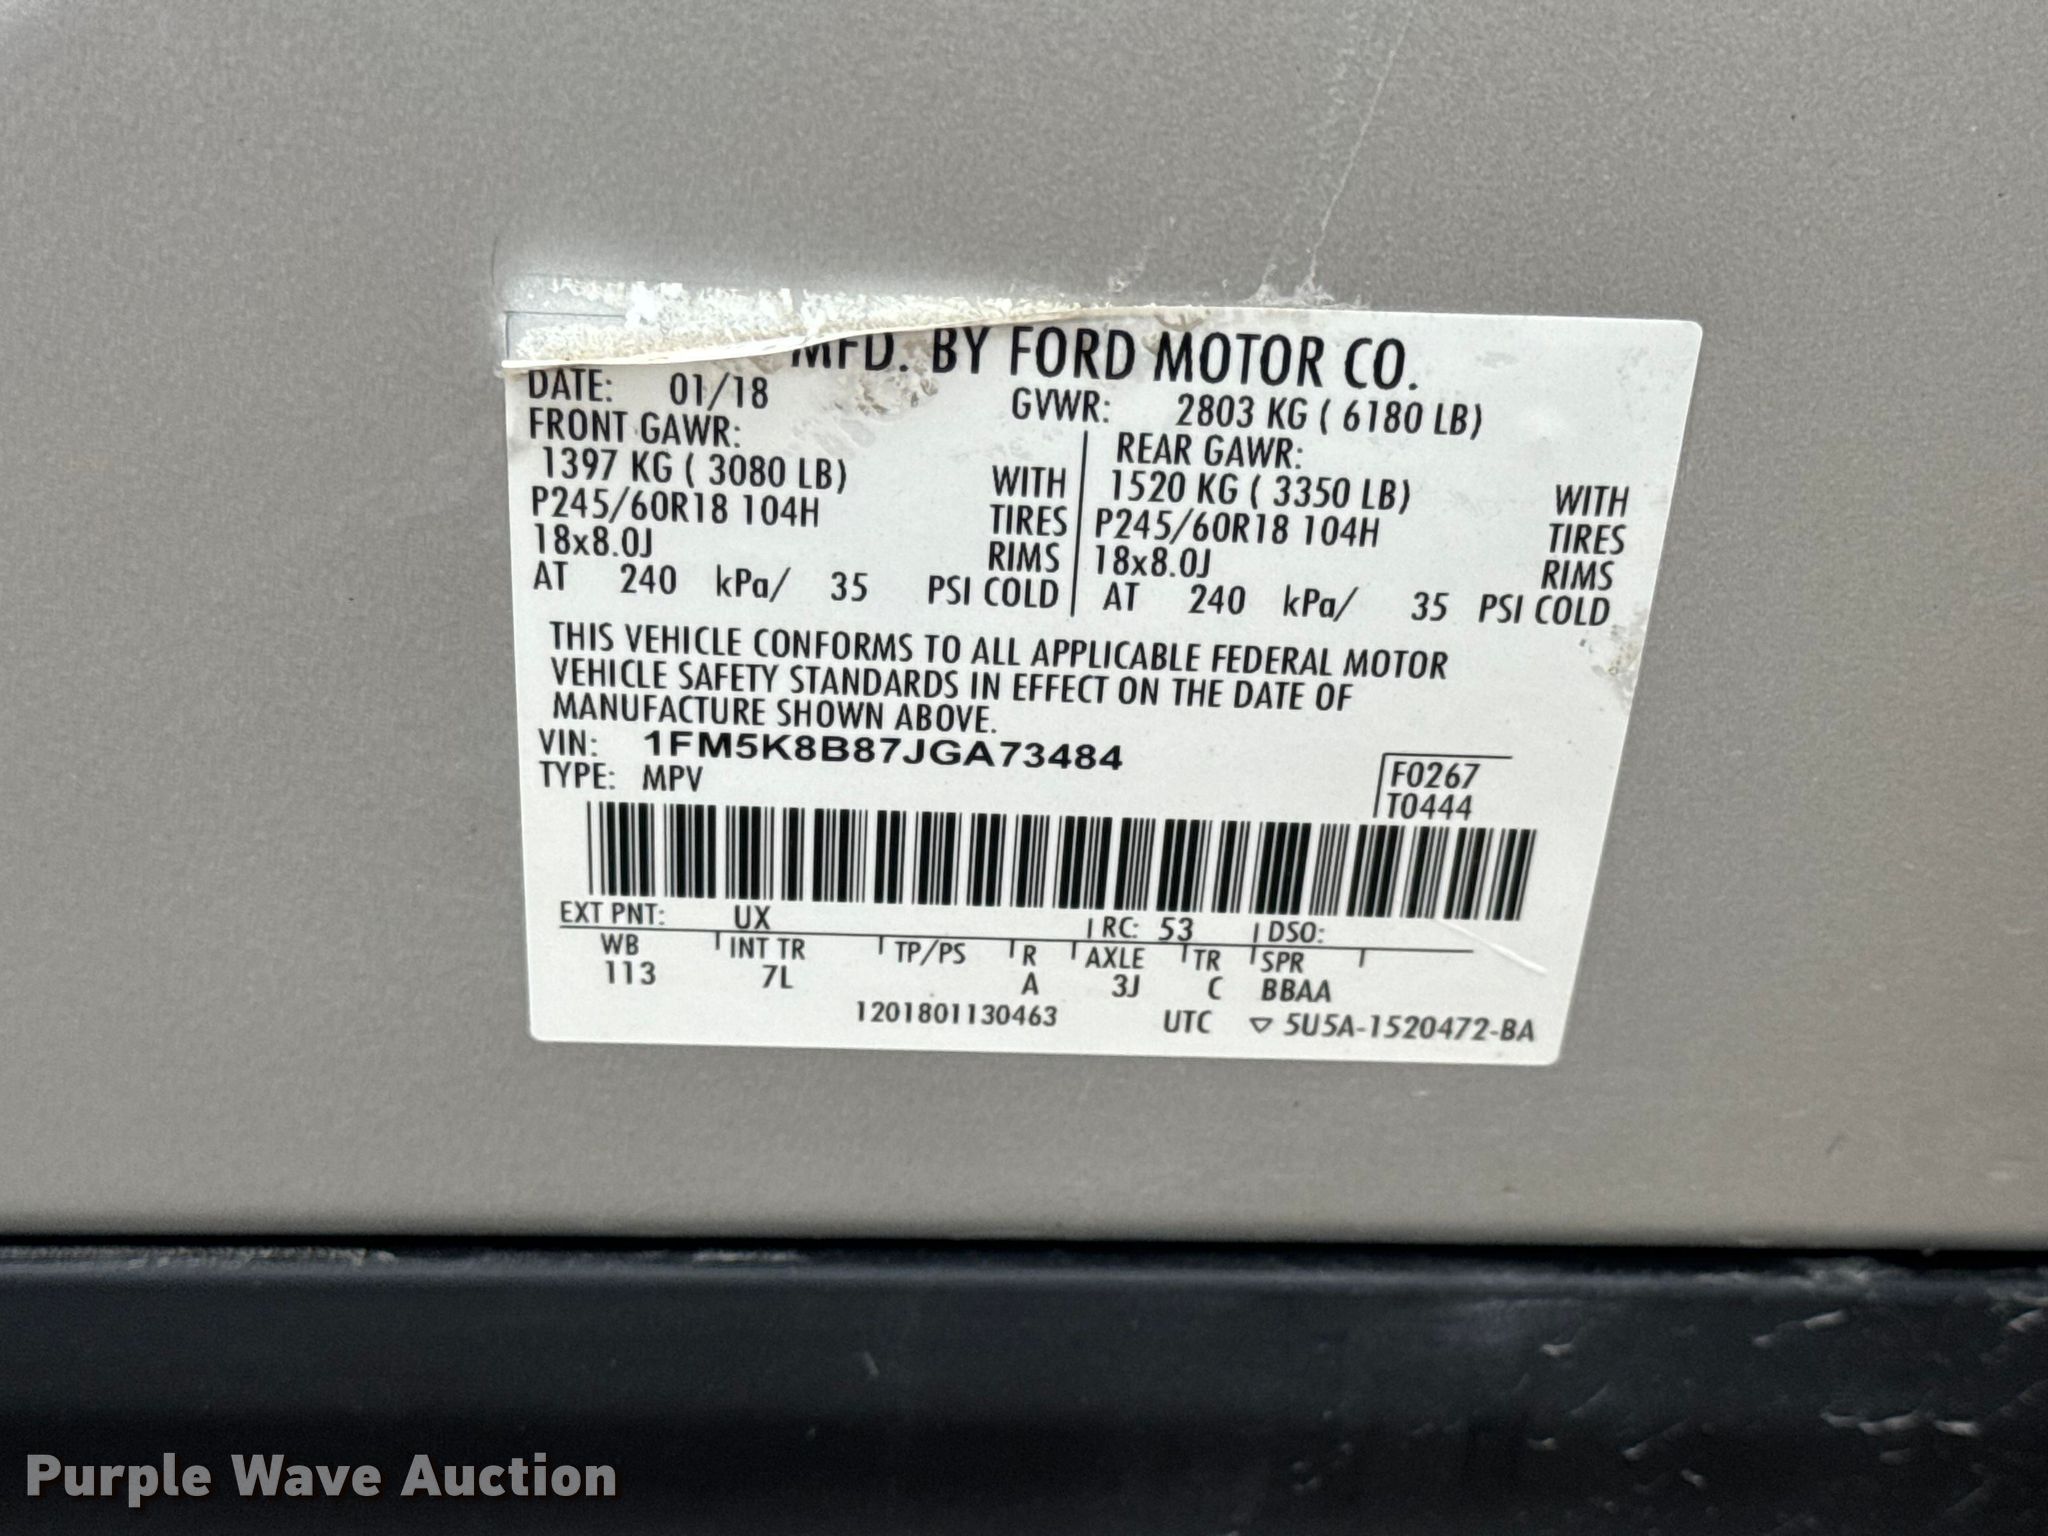 MFD. BY FORD MOTOR CO.
DATE: 01/18 GVWR: 2803 KG ( 6180 LB)
FRONT GAWR: REAR GAWR:
1397 KG ( 3080 LB) WITH 1520 KG ( 3350 LB) WITH
P245/60R18 104H TIRES P245/60R18 104H TIRES
18x8.0J RIMS 18x8.0J RIMS
AT 240 kPa/ 35 PSI COLD AT 240 kPa/ 35 PSI COLD
THIS VEHICLE CONFORMS TO ALL APPLICABLE FEDERAL MOTOR
VEHICLE SAFETY STANDARDS IN EFFECT ON THE DATE OF
MANUFACTURE SHOWN ABOVE.
VIN: 1FM5K8B87JGA73484
TYPE: MPV
F0267
T0444
EXT PNT: UX RC: 53 DSO:
WB INT TR TP/PS R AXLE TR SPR
113 7L A 3J C BBAA
1201801130463 UTC ▽ 5U5A-1520472-BA
Purple Wave Auction